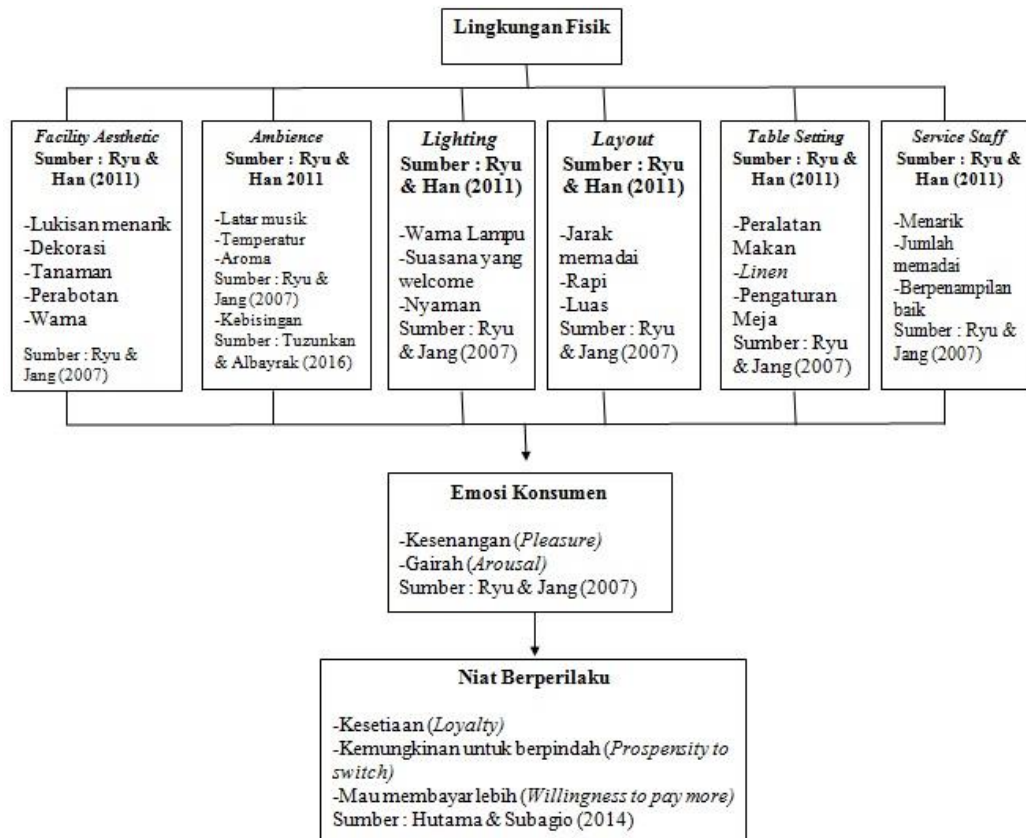 Lingkungan Fisik
Facility Aesthetic
Sumber : Ryu &
Han (2011)
-Lukisan menarik
-Dekorasi
-Tanaman
-Perabotan
-Warna
Sumber : Ryu &
Jang (2007)
Ambience
Sumber : Ryu &
Han 2011
-Latar musik
-Temperatur
-Aroma
Sumber : Ryu &
Jang (2007)
-Kebisingan
Sumber : Tuzunkan
& Albayrak (2016)
Lighting
Sumber : Ryu
& Han (2011)
-Warna Lampu
-Suasana yang
welcome
-Nyaman
Sumber : Ryu
& Jang (2007)
Layout
Sumber : Ryu
& Han (2011)
-Jarak
memadai
-Rapi
-Luas
Sumber : Ryu
& Jang (2007)
Table Setting
Sumber : Ryu &
Han (2011)
-Peralatan
Makan
-Linen
-Pengaturan
Meja
Sumber : Ryu
& Jang (2007)
Service Staff
Sumber : Ryu &
Han (2011)
-Menarik
-Jumlah
memadai
-Berpenampilan
baik
Sumber : Ryu &
Jang (2007)
Emosi Konsumen
-Kesenangan (Pleasure)
-Gairah (Arousal)
Sumber : Ryu & Jang (2007)
Niat Berperilaku
-Kesetiaan (Loyalty)
-Kemungkinan untuk berpindah (Prospensity to
switch)
-Mau membayar lebih (Willingness to pay more)
Sumber : Hutama & Subagio (2014)